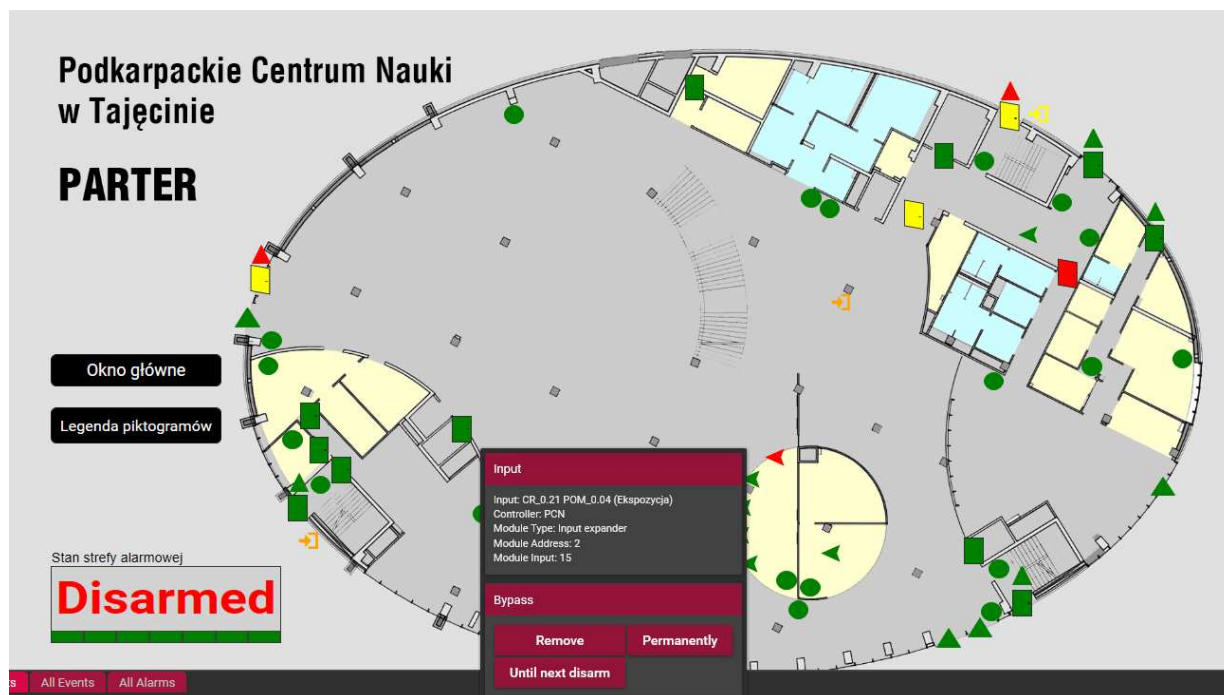 Podkarpackie Centrum Nauki
w Tajęcinie
PARTER
Okno główne
Legenda piktogramów
Stan strefy alarmowej
Disarmed
Input
Input: CR_0.21 POM_0.04 (Ekspozycja)
Controller: PCN
Module Type: Input expander
Module Address: 2
Module Input: 15
Bypass
Remove
Permanently
Until next disarm
All Events
All Alarms